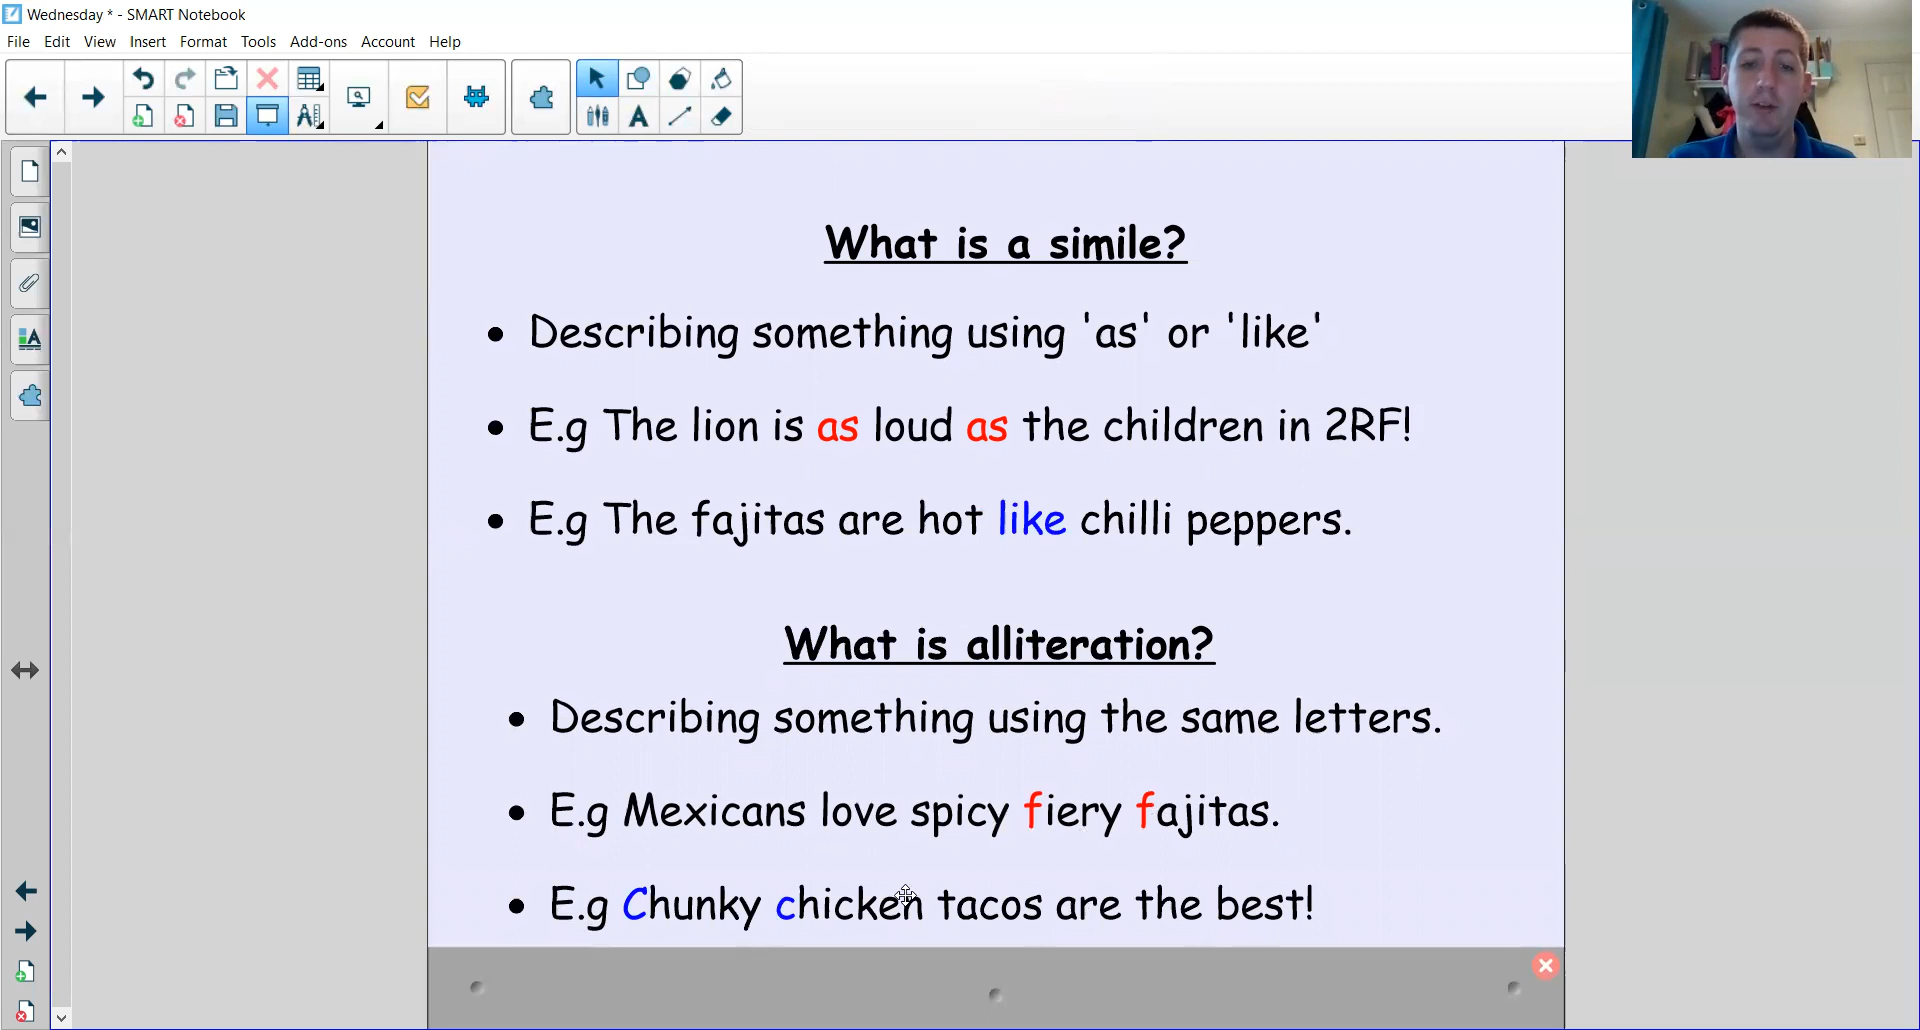 Wednesday * - SMART Notebook
File Edit View Insert Format Tools Add-ons Account Help
What is a simile?
• Describing something using 'as' or 'like'
• E.g The lion is as loud as the children in 2RF!
• E.g The fajitas are hot like chilli peppers.
What is alliteration?
• Describing something using the same letters.
• E.g Mexicans love spicy fiery fajitas.
• E.g Chunky chicken tacos are the best!